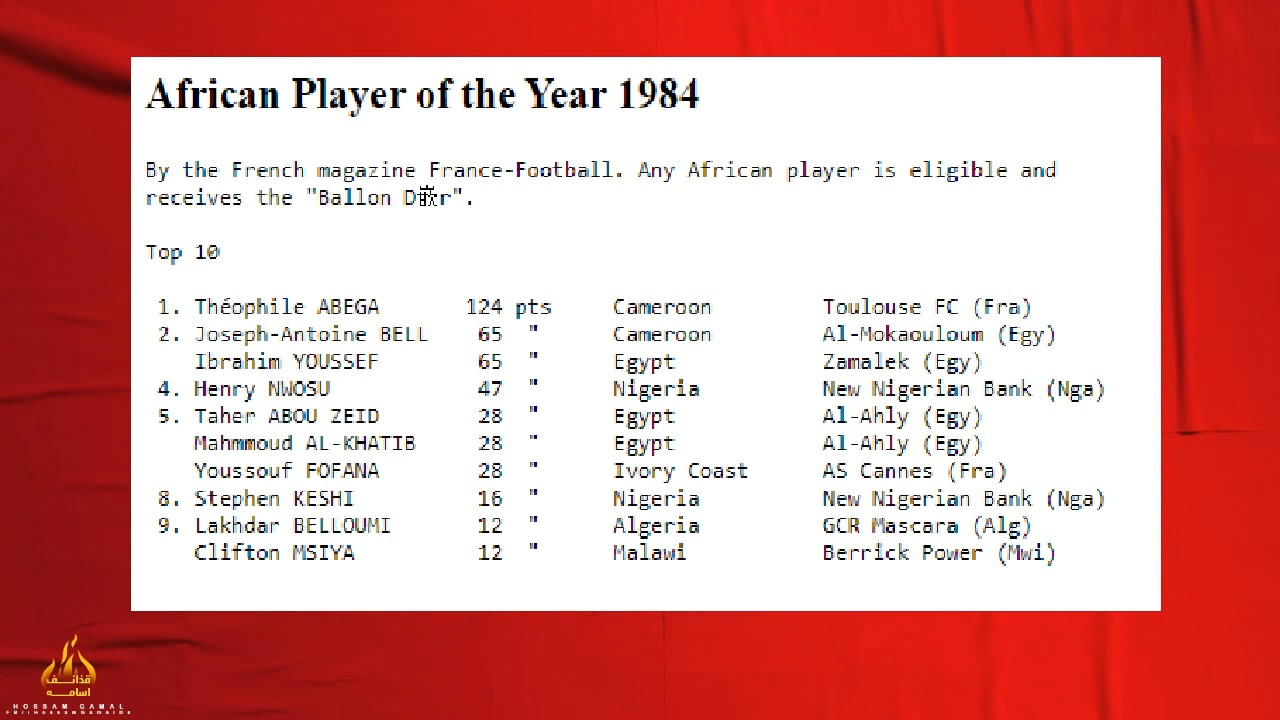 African Player of the Year 1984
By the French magazine France-Football. Any African player is eligible and
receives the "Ballon
Top 10
1. Théophile ABEGA 124 pts Cameroon Toulouse FC (Fra)
2. Joseph-Antoine BELL 65 " Cameroon Al-Mokaouloum (Egy)
Ibrahim YOUSSEF 65 " Egypt Zamalek (Egy)
4. Henry NWOSU 47 " Nigeria New Nigerian Bank (Nga)
5. Taher ABOU ZEID 28 " Egypt Al-Ahly (Egy)
Mahmmoud AL-KHATIB 28 " Egypt Al-Ahly (Egy)
Youssouf FOFANA 28 " Ivory Coast AS Cannes (Fra)
8. Stephen KESHI 16 " Nigeria New Nigerian Bank (Nga)
9. Lakhdar BELLOUMI 12 " Algeria GCR Mascara (Alg)
Clifton MSIYA 12 " Malawi Berrick Power (Mwi)
قذائف
اسامه
HOSSAM GAMAL